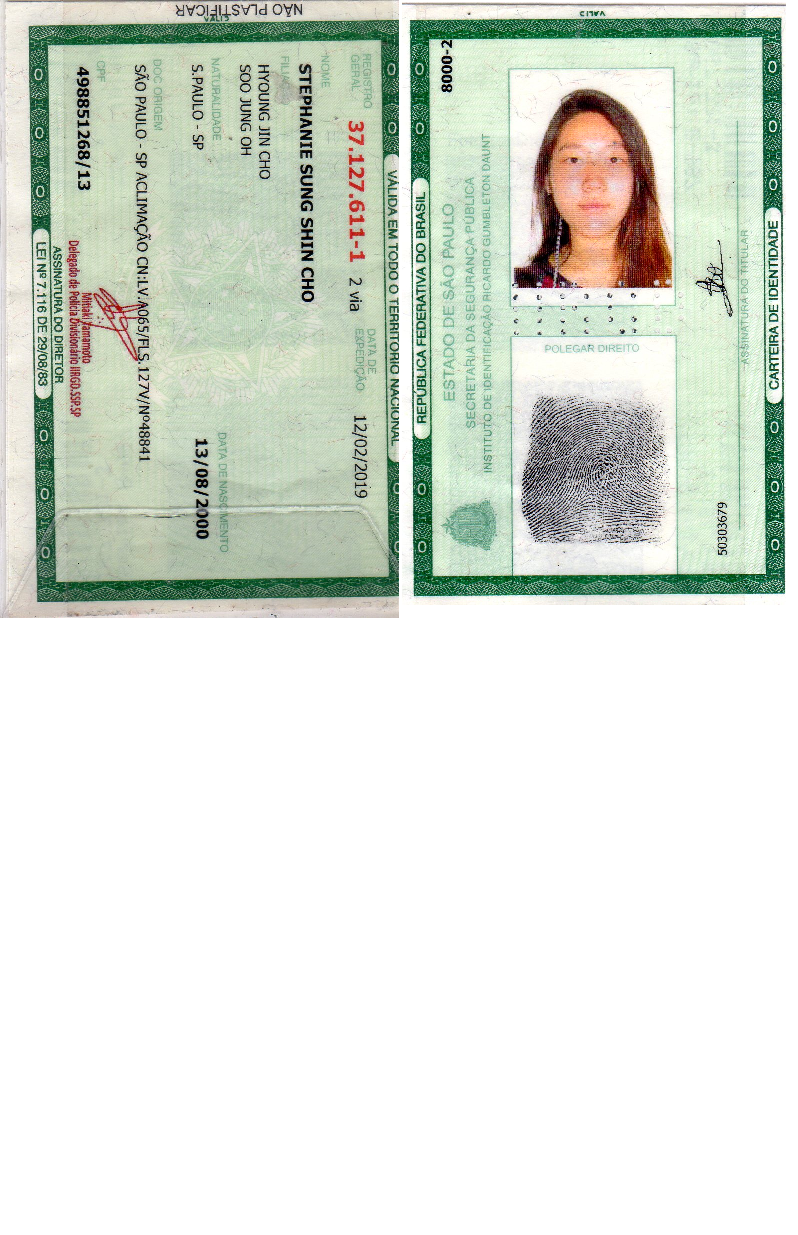 NÃO PLASTIFICAR
VÁLIDA EM TODO O TERRITÓRIO NACIONAL
REGISTRO GERAL 37.127.611-1 2 via DATA DE EXPEDIÇÃO 12/02/2019
NOME
STEPHANIE SUNG SHIN CHO
HYOUNG JIN CHO
SOO JUNG OH
NATURALIDADE DATA DE NASCIMENTO
S.PAULO - SP 13/08/2000
DOC ORIGEM
SÃO PAULO - SP ACLIMAÇÃO CN:LV.A065/FLS.127V/Nº48841
CPF
498851268/13
Mitiaki Yamamoto
Delegado de Polícia Divisionário IIRGD.SSP.SP
ASSINATURA DO DIRETOR
LEI Nº 7.116 DE 29/08/83
REPÚBLICA FEDERATIVA DO BRASIL
8000-2
ESTADO DE SÃO PAULO
SECRETARIA DA SEGURANÇA PÚBLICA
INSTITUTO DE IDENTIFICAÇÃO RICARDO GUMBLETON DAUNT
POLEGAR DIREITO
50303679
ASSINATURA DO TITULAR
CARTEIRA DE IDENTIDADE